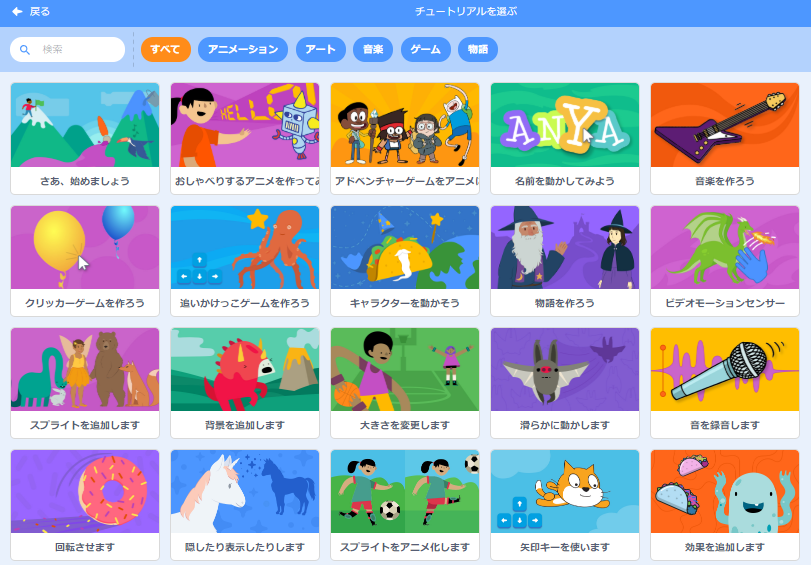 戻る
チュートリアルを選ぶ
検索
すべて
アニメーション
アート
音楽
ゲーム
物語
HELLO
ANYA
さあ、始めましょう
おしゃべりするアニメを作ってみ
アドベンチャーゲームをアニメに
名前を動かしてみよう
音楽を作ろう
クリッカーゲームを作ろう
追いかけっこゲームを作ろう
キャラクターを動かそう
物語を作ろう
ビデオモーションセンサー
スプライトを追加します
背景を追加します
大きさを変更します
滑らかに動かします
音を録音します
回転させます
隠したり表示したりします
スプライトをアニメ化します
矢印キーを使います
効果を追加します